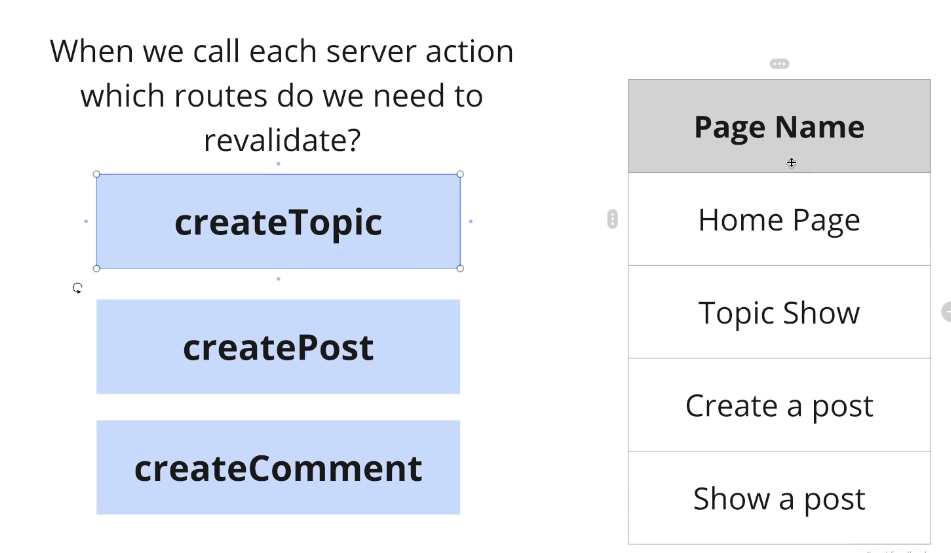 When we call each server action
which routes do we need to
revalidate?
createTopic
createPost
createComment
Page Name
Home Page
Topic Show
Create a post
Show a post